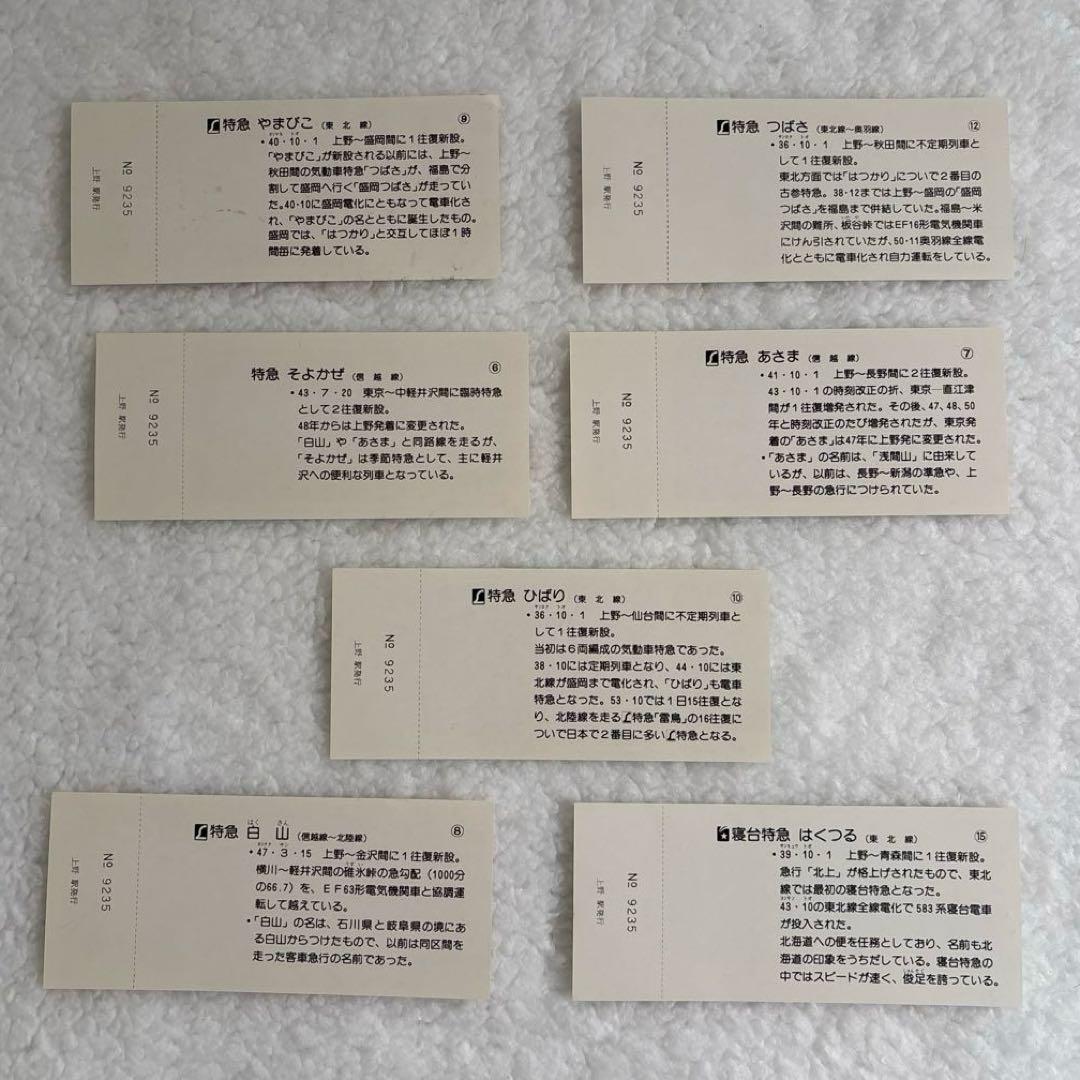 特急 やまびこ (東北線) ⑨
・40・10・1 上野～盛岡間に1往復新設。
「やまびこ」が新設される以前には、上野～
秋田間の気動車特急「つばさ」が、福島で分
割して盛岡へ行く「盛岡つばさ」が走ってい
た。40・10に盛岡電化にともなって電車化さ
れ、「やまびこ」の名とともに誕生したもの。
盛岡では、「はつかり」と交互してほぼ1時
間毎に発着している。
№ 9235
上野駅発行
特急 つばさ (東北線～奥羽線) ⑫
・36・10・1 上野～秋田間に不定期列車と
して1往復新設。
東北方面では「はつかり」についで2番目の
古参特急。38・12までは上野～盛岡の「盛岡
つばさ」を福島まで併結していた。福島～米
沢間の難所、板谷峠ではEF16形電気機関車
にけん引されていたが、50・11奥羽線全線電
化とともに電車化され自力運転をしている。
№ 9235
上野駅発行
特急 そよかぜ (信越線) ⑥
・43・7・20 東京～中軽井沢間に臨時特急
として2往復新設。
48年からは上野発着に変更された。
「白山」や「あさま」と同路線を走るが、
「そよかぜ」は季節特急として、主に軽井
沢への便利な列車となっている。
№ 9235
上野駅発行
特急 あさま (信越線) ⑦
・41・10・1 上野～長野間に2往復新設。
43・10・1の時刻改正の折、東京―直江津
間が1往復増発された。その後、47、48、50
年と時刻改正のたび増発されたが、東京発
着の「あさま」は47年に上野発に変更された。
・「あさま」の名前は、「浅間山」に由来して
いるが、以前は、長野～新潟の準急や、上
野～長野の急行につけられていた。
№ 9235
上野駅発行
特急 ひばり (東北線) ⑩
・36・10・1 上野～仙台間に不定期列車と
して1往復新設。
当初は6両編成の気動車特急であった。
38・10には定期列車となり、44・10には東
北線が盛岡まで電化され、「ひばり」も電車
特急となった。53・10では1日15往復とな
り、北陸線を走るL特急「雷鳥」の16往復に
ついで日本で2番目に多いL特急となる。
№ 9235
上野駅発行
特急 白山 (信越線～北陸線) ⑧
はく さん
・47・3・15 上野～金沢間に1往復新設。
横川～軽井沢間の碓氷峠の急勾配(1000分
の66.7)を、EF63形電気機関車と協調運
転して越えている。
・「白山」の名は、石川県と岐阜県の境にあ
る白山からつけたもので、以前は同区間を
走った客車急行の名前であった。
№ 9235
上野駅発行
寝台特急 はくつる (東北線) ⑮
・39・10・1 上野～青森間に1往復新設。
急行「北上」が格上げされたもので、東北
線では最初の寝台特急となった。
43・10の東北線全線電化で583系寝台電車
が投入された。
北海道への便を任務としており、名前も北
海道の印象をうちだしている。寝台特急の
中ではスピードが速く、俊足を誇っている。
№ 9235
上野駅発行